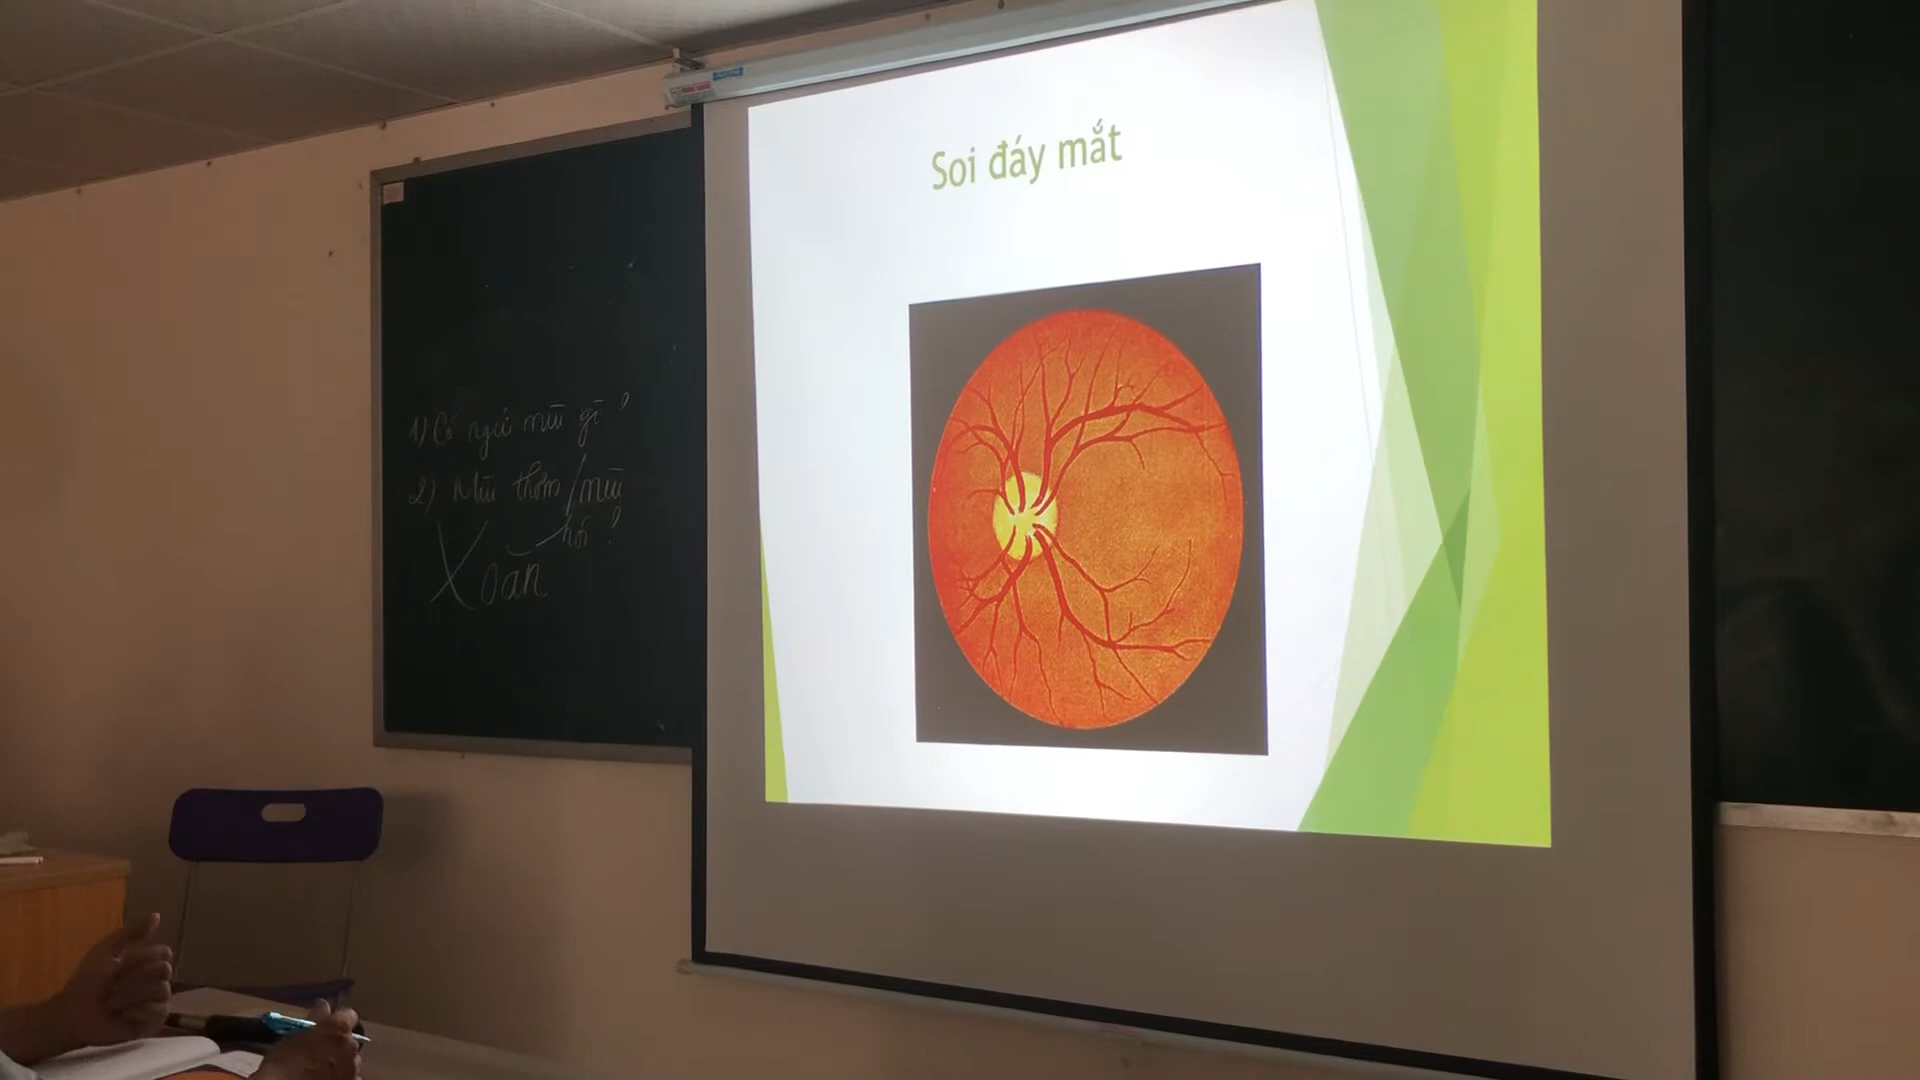 1) Có ngửi mùi gì?
2) Mùi thơm/mùi
hôi?
Xoăn
Soi đáy mắt